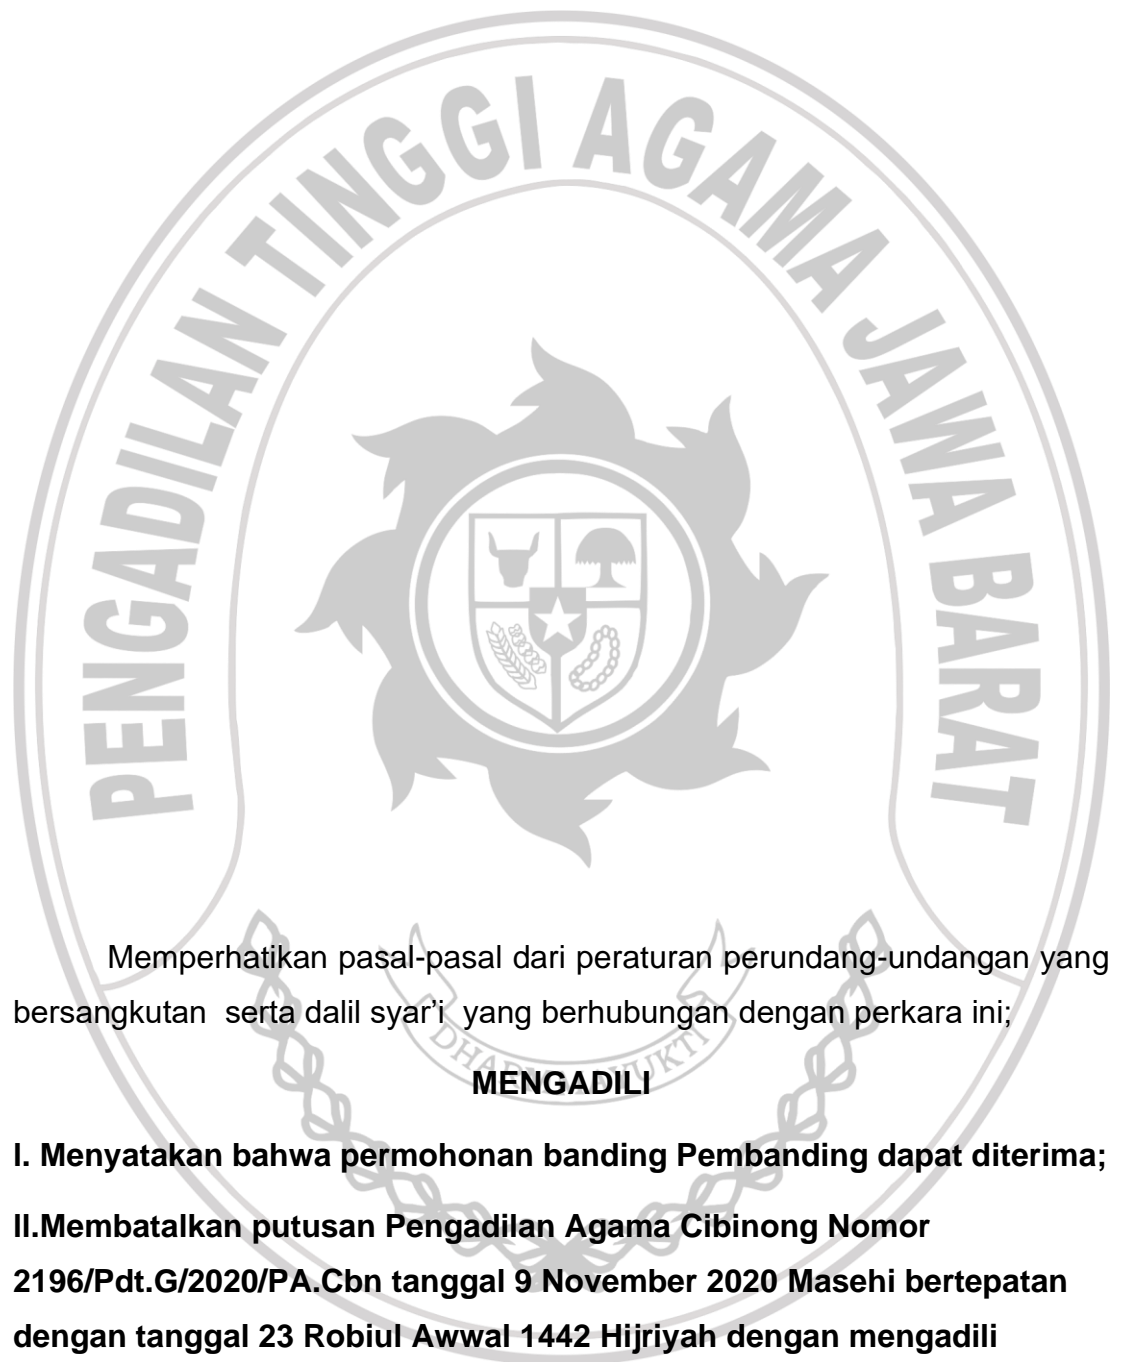 PENGADILAN TINGGI AGAMA JAWA BARAT
Memperhatikan pasal-pasal dari peraturan perundang-undangan yang
bersangkutan serta dalil syar'i yang berhubungan dengan perkara ini;
MENGADILI
I. Menyatakan bahwa permohonan banding Pembanding dapat diterima;
II.Membatalkan putusan Pengadilan Agama Cibinong Nomor
2196/Pdt.G/2020/PA.Cbn tanggal 9 November 2020 Masehi bertepatan
dengan tanggal 23 Robiul Awwal 1442 Hijriyah dengan mengadili